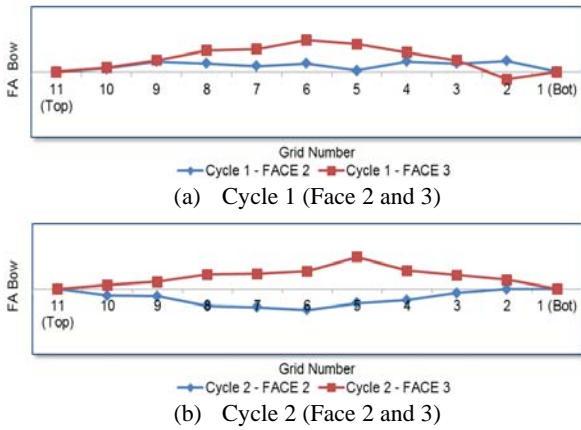 FA Bow
11 10 9 8 7 6 5 4 3 2 1 (Bot)
(Top)
Grid Number
Cycle 1 - FACE 2 Cycle 1 - FACE 3
(a) Cycle 1 (Face 2 and 3)
FA Bow
11 10 9 8 7 6 5 4 3 2 1 (Bot)
(Top)
Grid Number
Cycle 2 - FACE 2 Cycle 2 - FACE 3
(b) Cycle 2 (Face 2 and 3)